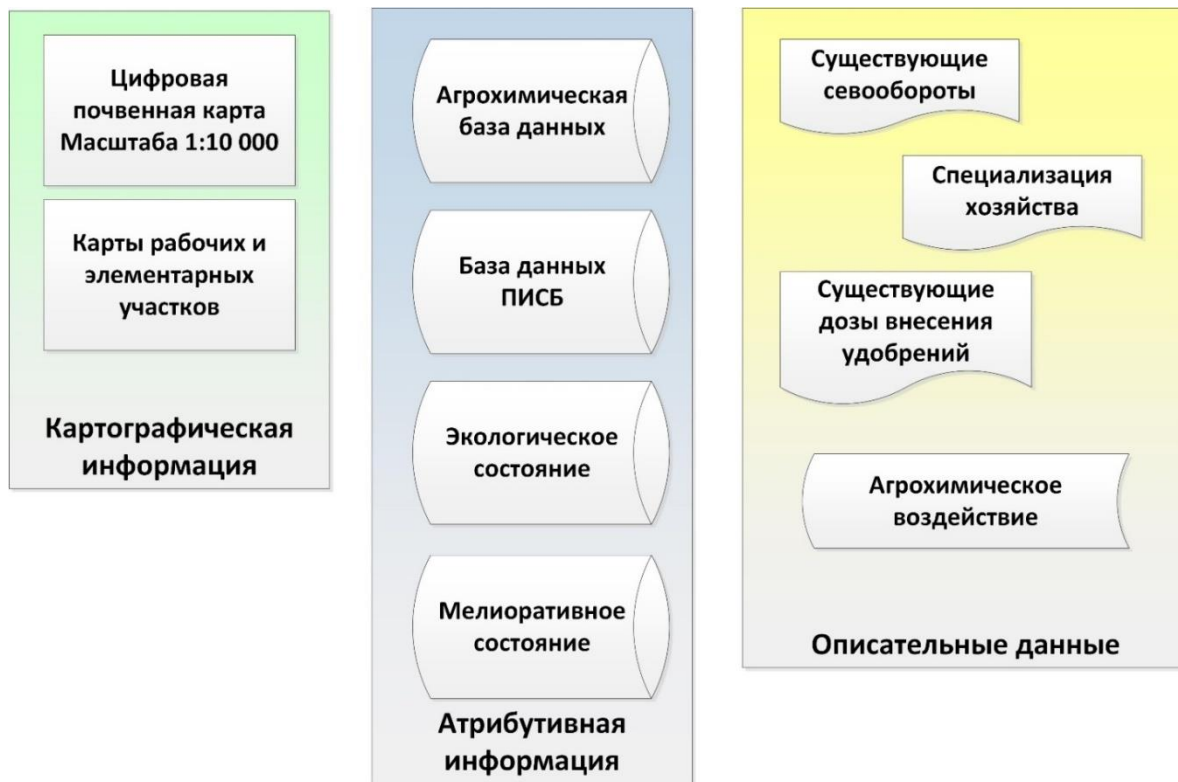 Цифровая
почвенная карта
Масштаба 1:10 000
Карты рабочих и
элементарных
участков
Картографическая
информация
Агрохимическая
база данных
База данных
ПИСБ
Экологическое
состояние
Мелиоративное
состояние
Атрибутивная
информация
Существующие
севообороты
Специализация
хозяйства
Существующие
дозы внесения
удобрений
Агрохимическое
воздействие
Описательные данные